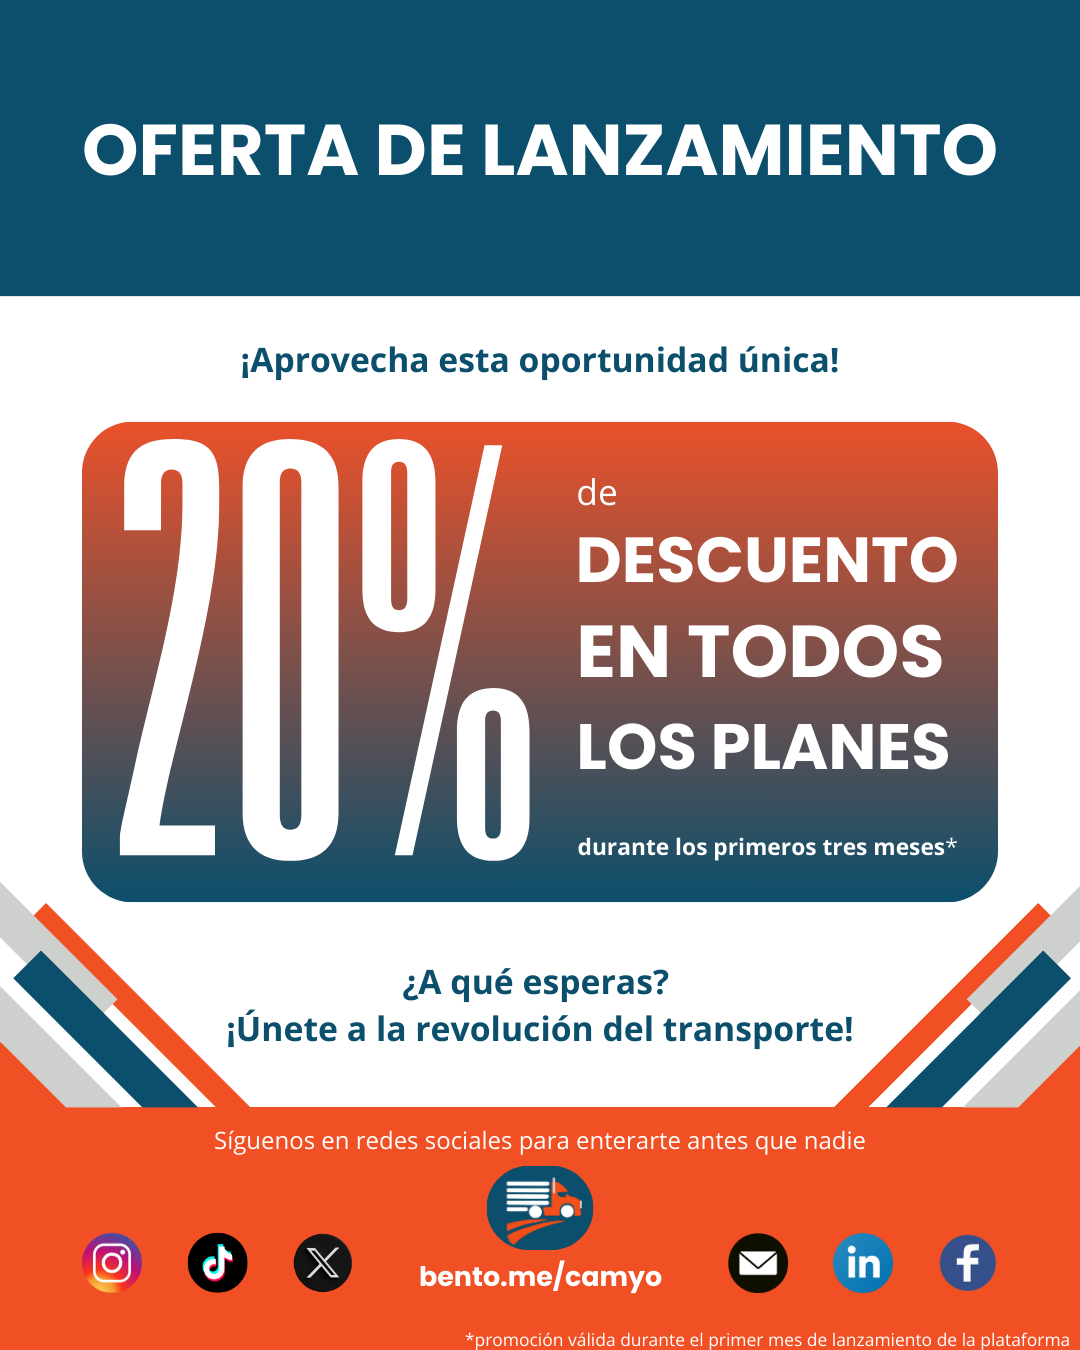 OFERTA DE LANZAMIENTO
¡Aprovecha esta oportunidad única!
20%
de
DESCUENTO
EN TODOS
LOS PLANES
durante los primeros tres meses*
¿A qué esperas?
¡Únete a la revolución del transporte!
Síguenos en redes sociales para enterarte antes que nadie
bento.me/camyo
*promoción válida durante el primer mes de lanzamiento de la plataforma